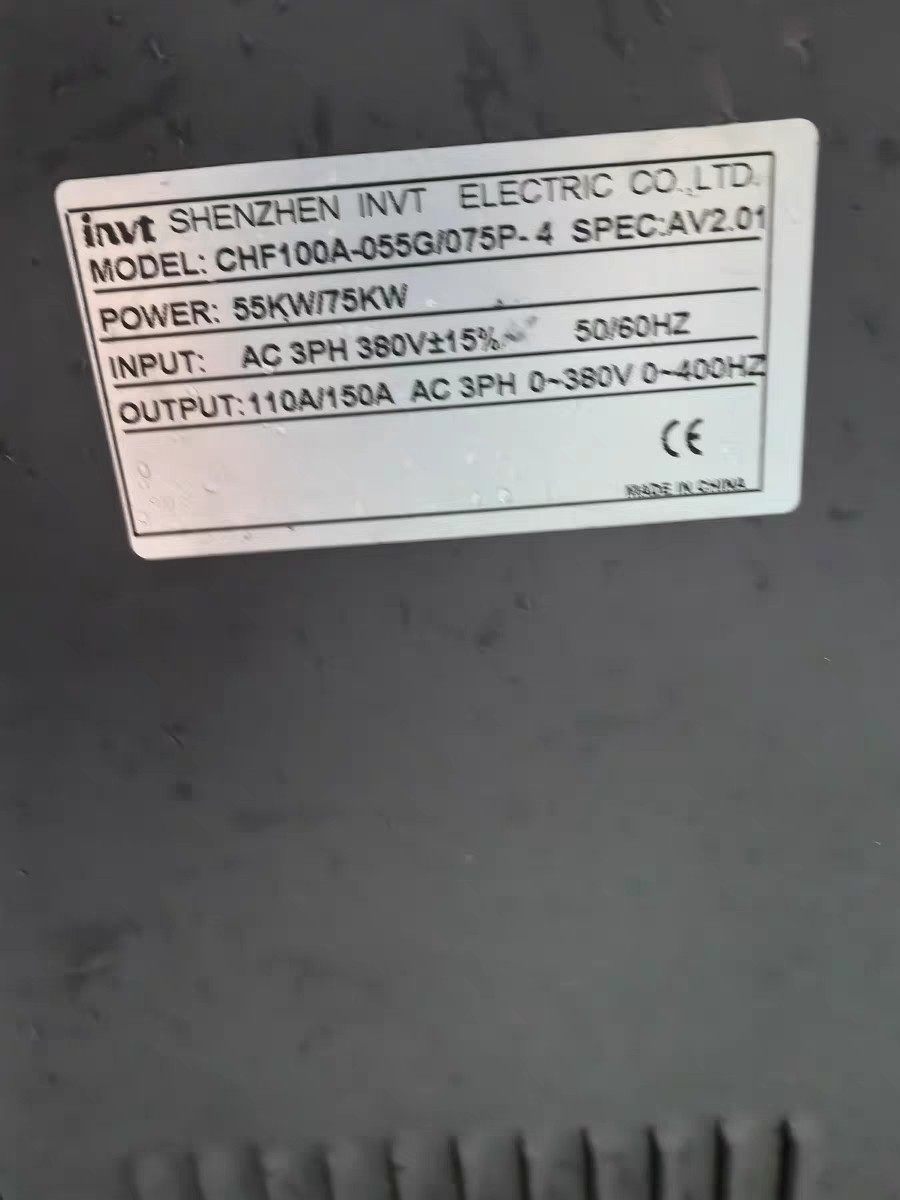 invt SHENZHEN INVT ELECTRIC CO.,LTD.
MODEL: CHF100A-055G/075P-4 SPEC:AV2.01
POWER: 55KW/75KW
INPUT: AC 3PH 380V±15% 50/60HZ
OUTPUT: 110A/150A AC 3PH 0~380V 0~400HZ
CE
MADE IN CHINA